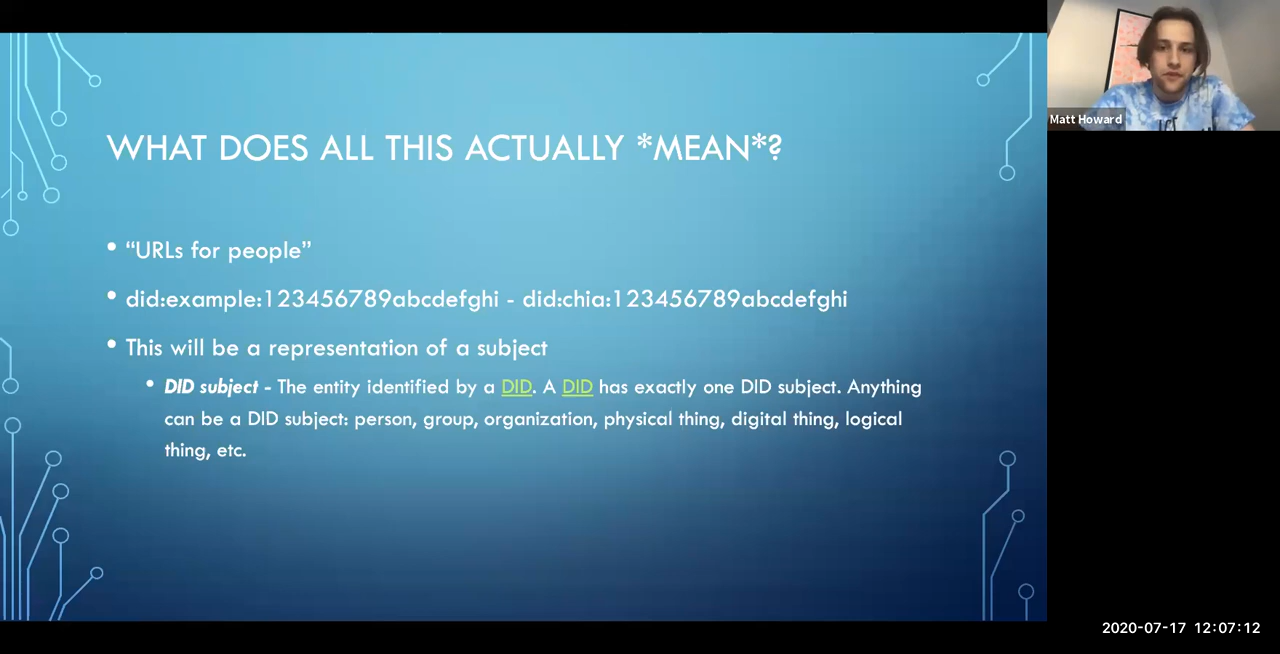 WHAT DOES ALL THIS ACTUALLY *MEAN*?
• “URLs for people”
• did:example:123456789abcdefghi - did:chia:123456789abcdefghi
• This will be a representation of a subject
• DID subject - The entity identified by a DID. A DID has exactly one DID subject. Anything
can be a DID subject: person, group, organization, physical thing, digital thing, logical
thing, etc.
Matt Howard
2020-07-17 12:07:12